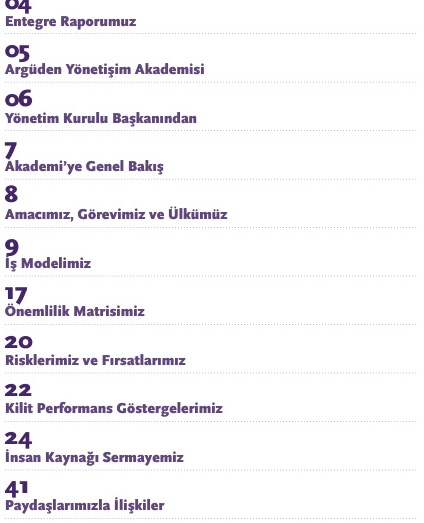 04
Entegre Raporumuz
05
Argüden Yönetişim Akademisi
06
Yönetim Kurulu Başkanından
7
Akademi’ye Genel Bakış
8
Amacımız, Görevimiz ve Ülkümüz
9
İş Modelimiz
17
Önemlilik Matrisimiz
20
Risklerimiz ve Fırsatlarımız
22
Kilit Performans Göstergelerimiz
24
İnsan Kaynağı Sermayemiz
41
Paydaşlarımızla İlişkiler